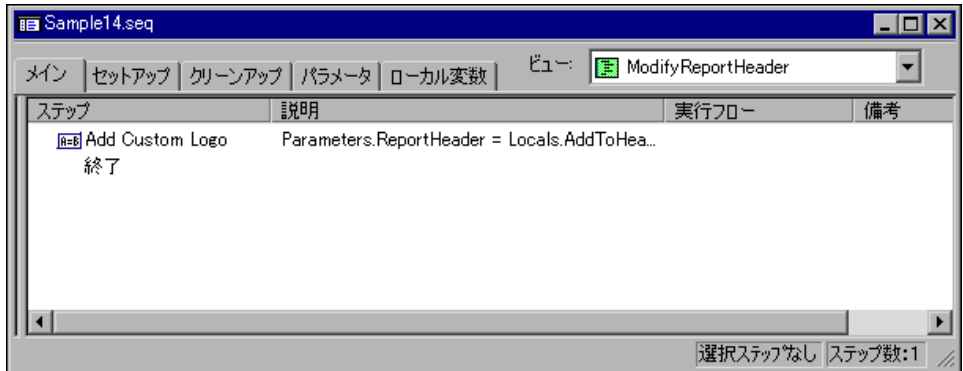 Sample14.seq
メイン セットアップ クリーンアップ パラメータ ローカル変数 ビュー: ModifyReportHeader
ステップ 説明 実行フロー 備考
A=B Add Custom Logo Parameters.ReportHeader = Locals.AddToHea...
終了
選択ステップなし ステップ数:1